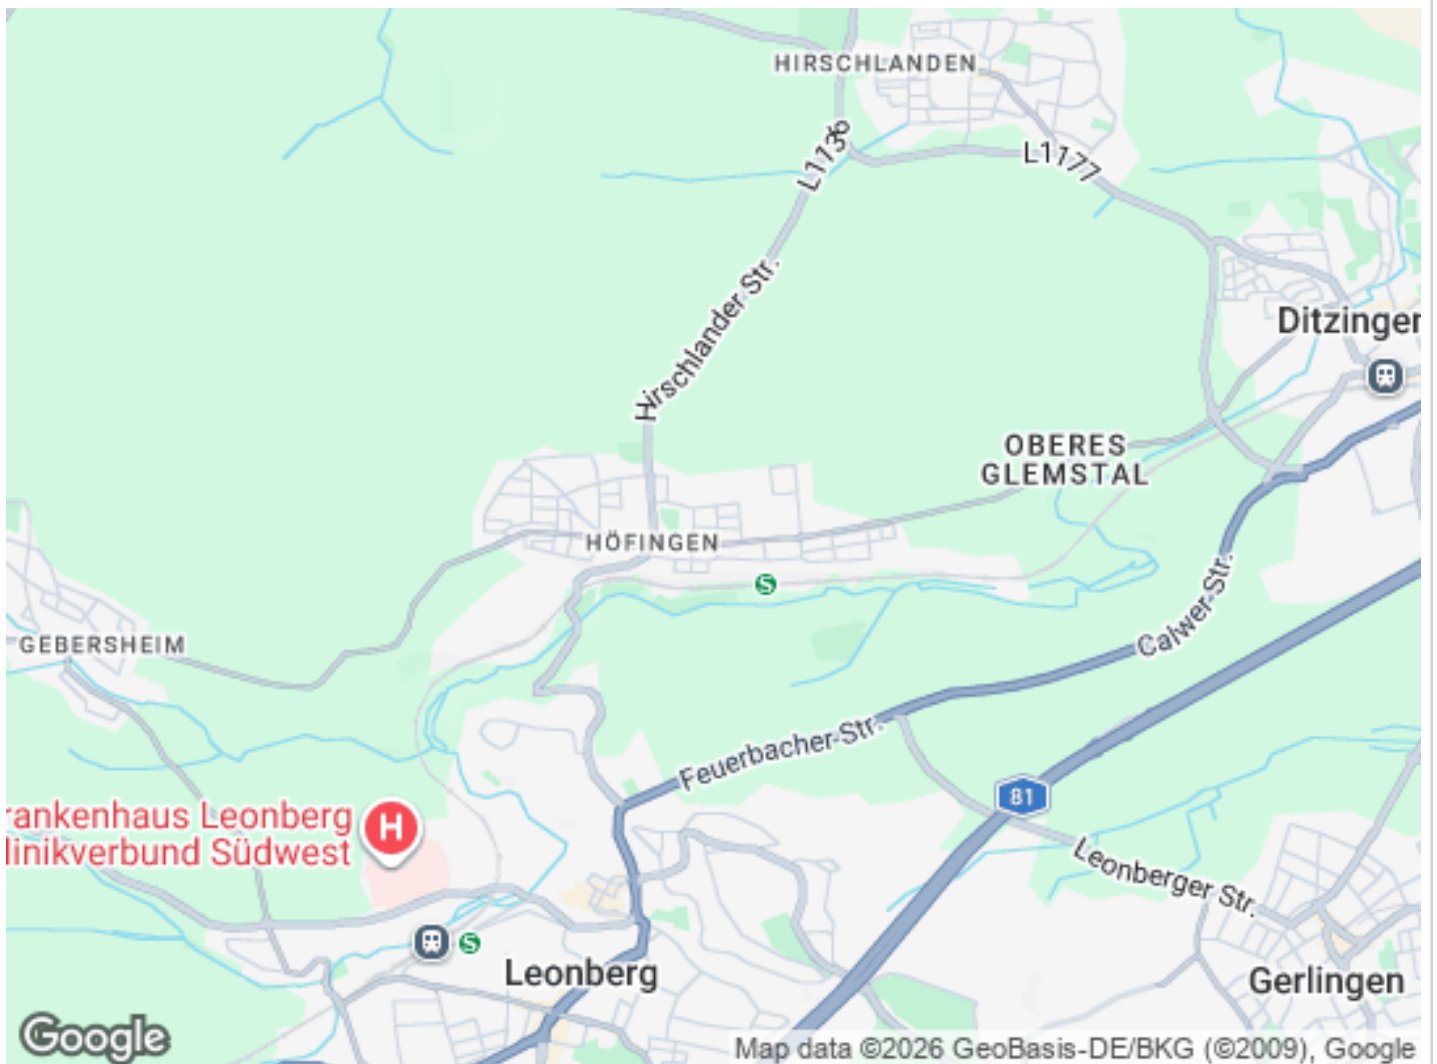 HIRSCHLANDEN
L1136
L1177
Hirschlander Str.
Ditzinger
OBERES
GLEMSTAL
HÖFINGEN
S
Calwer Str.
GEBERSHEIM
Feuerbacher Str.
81
rankenhaus Leonberg
linikverbund Südwest
H
Leonberger Str.
S
Leonberg
Gerlingen
Google
Map data ©2026 GeoBasis-DE/BKG (©2009), Google